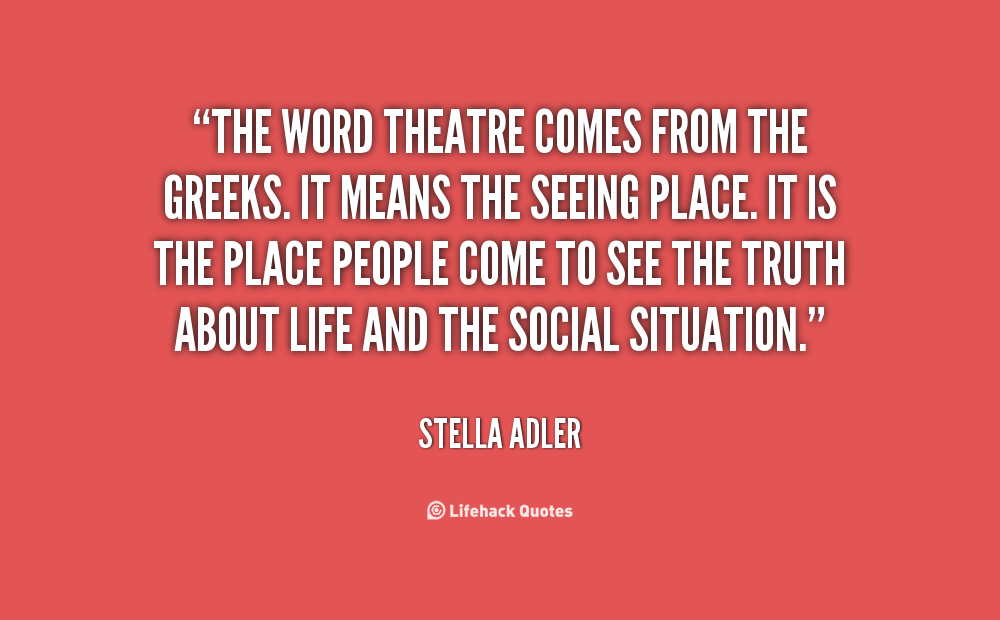 “THE WORD THEATRE COMES FROM THE
GREEKS. IT MEANS THE SEEING PLACE. IT IS
THE PLACE PEOPLE COME TO SEE THE TRUTH
ABOUT LIFE AND THE SOCIAL SITUATION.”
STELLA ADLER
Lifehack Quotes